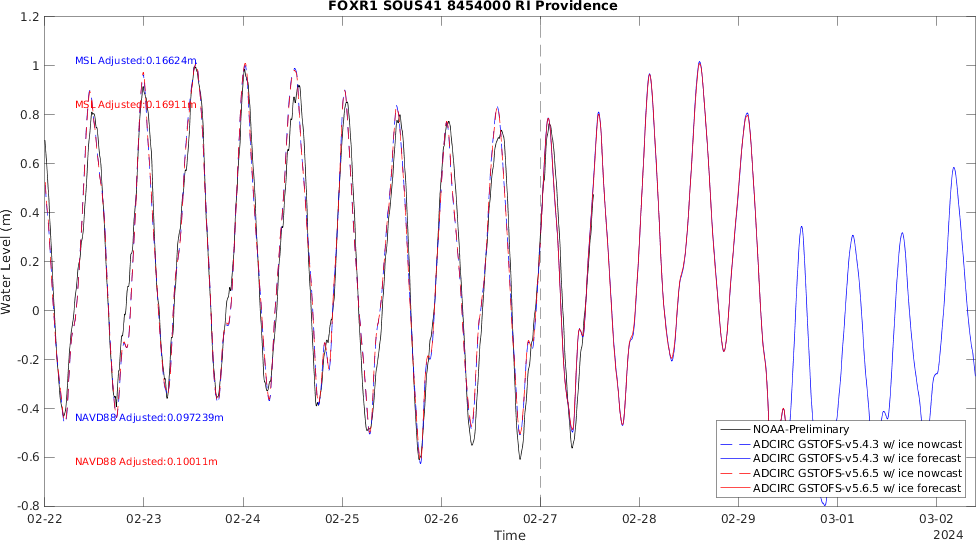 FOXR1 SOUS41 8454000 RI Providence
1.2
1
0.8
0.6
0.4
0.2
0
-0.2
-0.4
-0.6
-0.8
Water Level (m)
MSL Adjusted:0.16624m
MSL Adjusted:0.16911m
NAVD88 Adjusted:0.097239m
NAVD88 Adjusted:0.10011m
NOAA-Preliminary
ADCIRC GSTOFS-v5.4.3 w/ ice nowcast
ADCIRC GSTOFS-v5.4.3 w/ ice forecast
ADCIRC GSTOFS-v5.6.5 w/ ice nowcast
ADCIRC GSTOFS-v5.6.5 w/ ice forecast
02-22 02-23 02-24 02-25 02-26 02-27 02-28 02-29 03-01 03-02
Time
2024